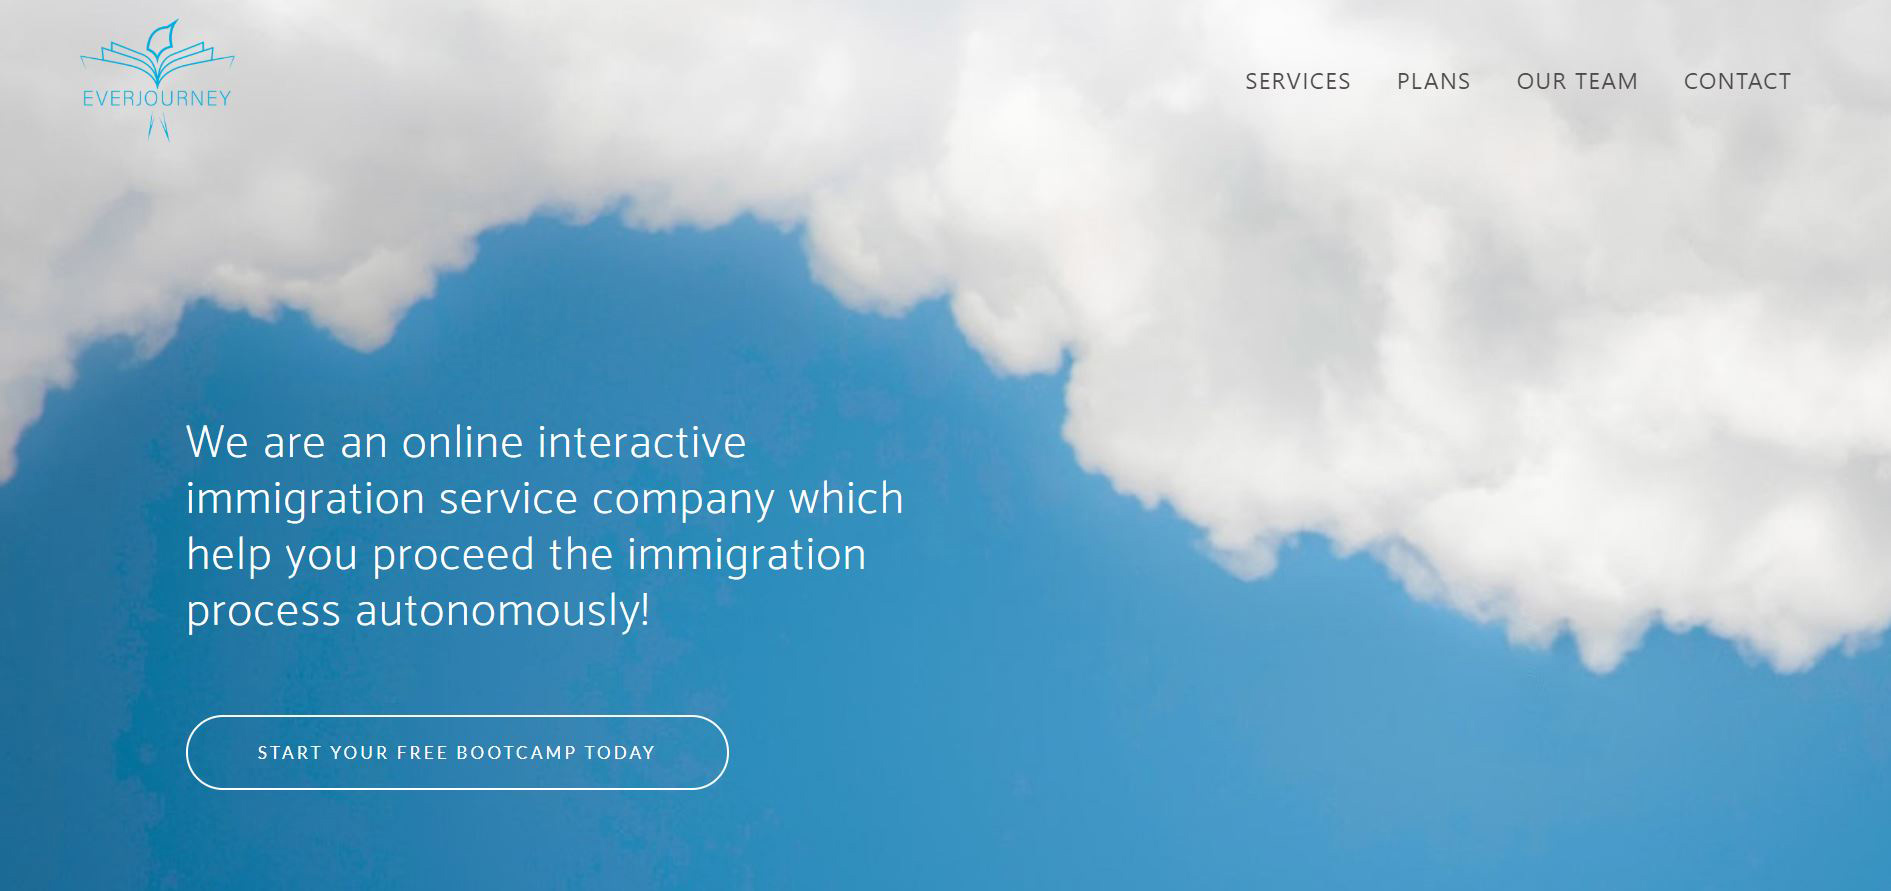 EVERJOURNEY
SERVICES PLANS OUR TEAM CONTACT
We are an online interactive
immigration service company which
help you proceed the immigration
process autonomously!
START YOUR FREE BOOTCAMP TODAY